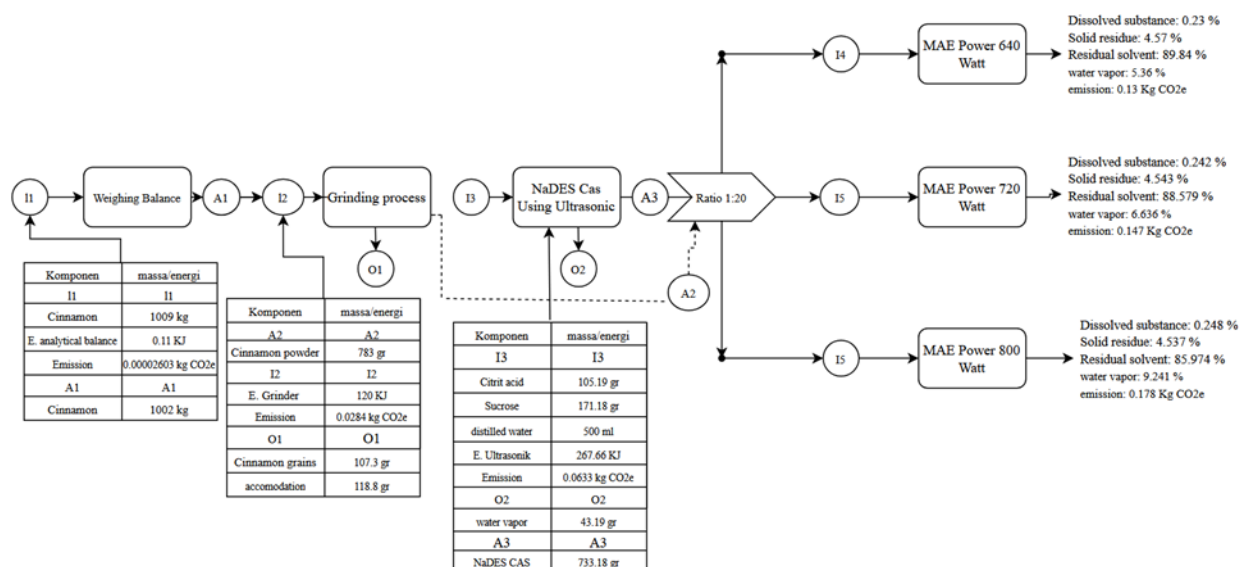 I1
Weighing Balance
A1
I2
Grinding process
O1
I3
NaDES Cas
Using Ultrasonic
O2
A3
Ratio 1:20
A2
I4
MAE Power 640
Watt
Dissolved substance: 0.23 %
Solid residue: 4.57 %
Residual solvent: 89.84 %
water vapor: 5.36 %
emission: 0.13 Kg CO2e
I5
MAE Power 720
Watt
Dissolved substance: 0.242 %
Solid residue: 4.543 %
Residual solvent: 88.579 %
water vapor: 6.636 %
emission: 0.147 Kg CO2e
I5
MAE Power 800
Watt
Dissolved substance: 0.248 %
Solid residue: 4.537 %
Residual solvent: 85.974 %
water vapor: 9.241 %
emission: 0.178 Kg CO2e
Komponen massa/energi
I1 I1
Cinnamon 1009 kg
E. analytical balance 0.11 KJ
Emission 0.00002603 kg CO2e
A1 A1
Cinnamon 1002 kg
Komponen massa/energi
A2 A2
Cinnamon powder 783 gr
I2 I2
E. Grinder 120 KJ
Emission 0.0284 kg CO2e
O1 O1
Cinnamon grains 107.3 gr
accomodation 118.8 gr
Komponen massa/energi
I3 I3
Citrit acid 105.19 gr
Sucrose 171.18 gr
distilled water 500 ml
E. Ultrasonik 267.66 KJ
Emission 0.0633 kg CO2e
O2 O2
water vapor 43.19 gr
A3 A3
NaDES CAS 733.18 gr